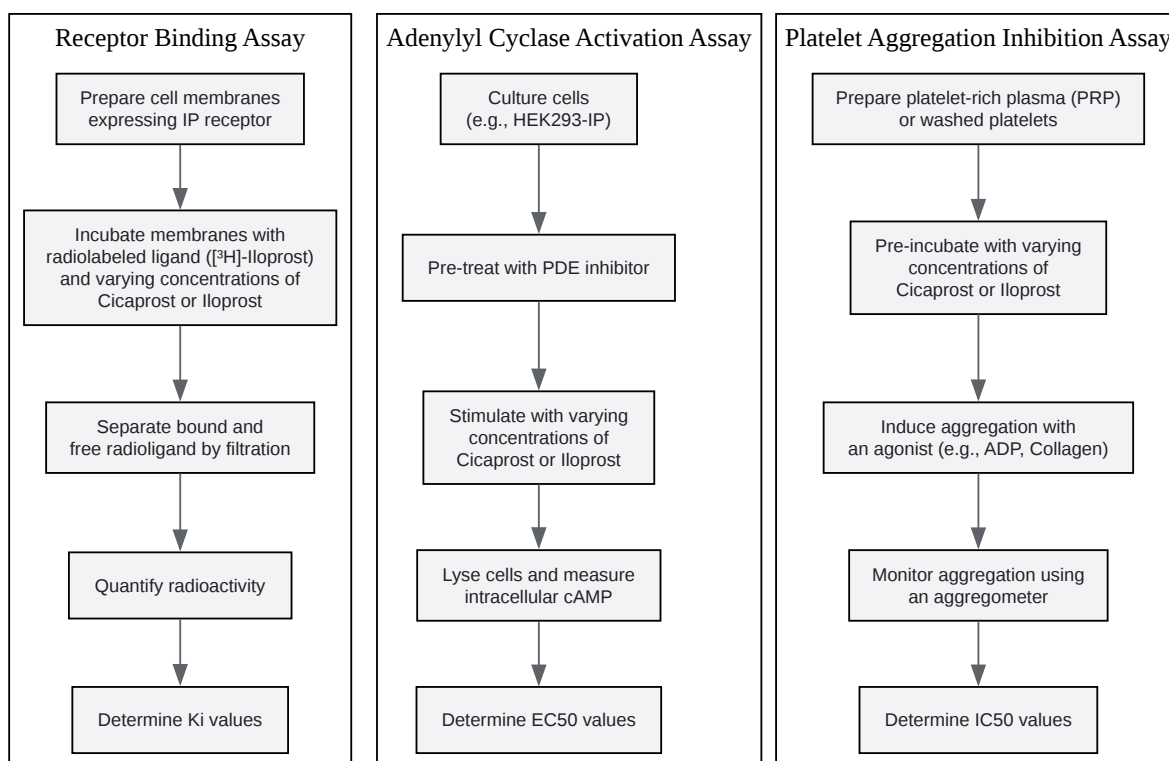 Receptor Binding Assay
Prepare cell membranes
expressing IP receptor
Incubate membranes with
radiolabeled ligand ([³H]-Iloprost)
and varying concentrations of
Cicaprost or Iloprost
Separate bound and
free radioligand by filtration
Quantify radioactivity
Determine Ki values
Adenylyl Cyclase Activation Assay
Culture cells
(e.g., HEK293-IP)
Pre-treat with PDE inhibitor
Stimulate with varying
concentrations of
Cicaprost or Iloprost
Lyse cells and measure
intracellular cAMP
Determine EC50 values
Platelet Aggregation Inhibition Assay
Prepare platelet-rich plasma (PRP)
or washed platelets
Pre-incubate with varying
concentrations of
Cicaprost or Iloprost
Induce aggregation with
an agonist (e.g., ADP, Collagen)
Monitor aggregation using
an aggregometer
Determine IC50 values